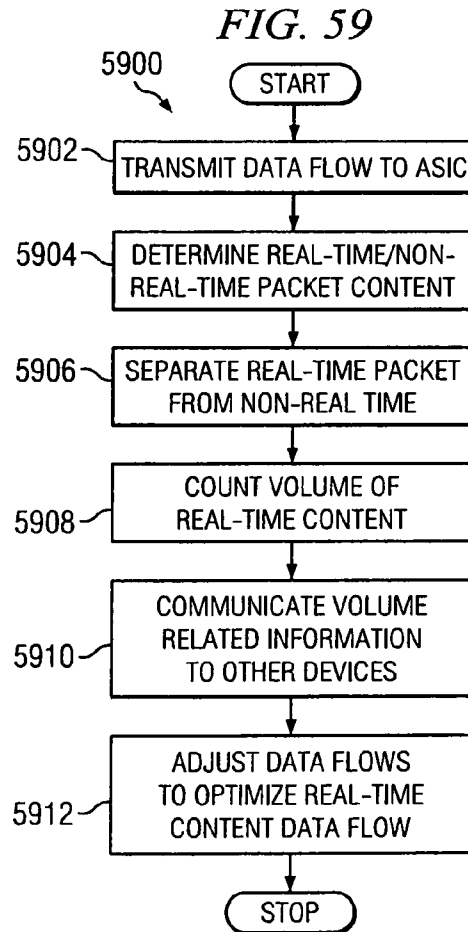 FIG. 59
5900
START
5902
TRANSMIT DATA FLOW TO ASIC
5904
DETERMINE REAL-TIME/NON-
REAL-TIME PACKET CONTENT
5906
SEPARATE REAL-TIME PACKET
FROM NON-REAL TIME
5908
COUNT VOLUME OF
REAL-TIME CONTENT
5910
COMMUNICATE VOLUME
RELATED INFORMATION
TO OTHER DEVICES
5912
ADJUST DATA FLOWS
TO OPTIMIZE REAL-TIME
CONTENT DATA FLOW
STOP